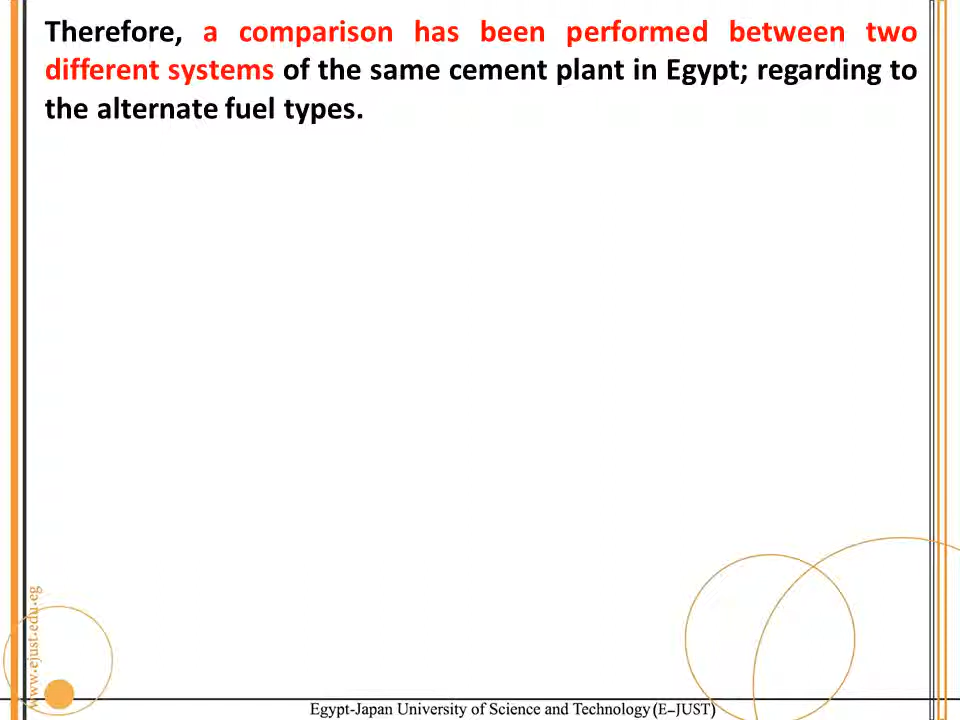 Therefore, a comparison has been performed between two
different systems of the same cement plant in Egypt; regarding to
the alternate fuel types.
www.ejust.edu.eg
Egypt-Japan University of Science and Technology (E-JUST)